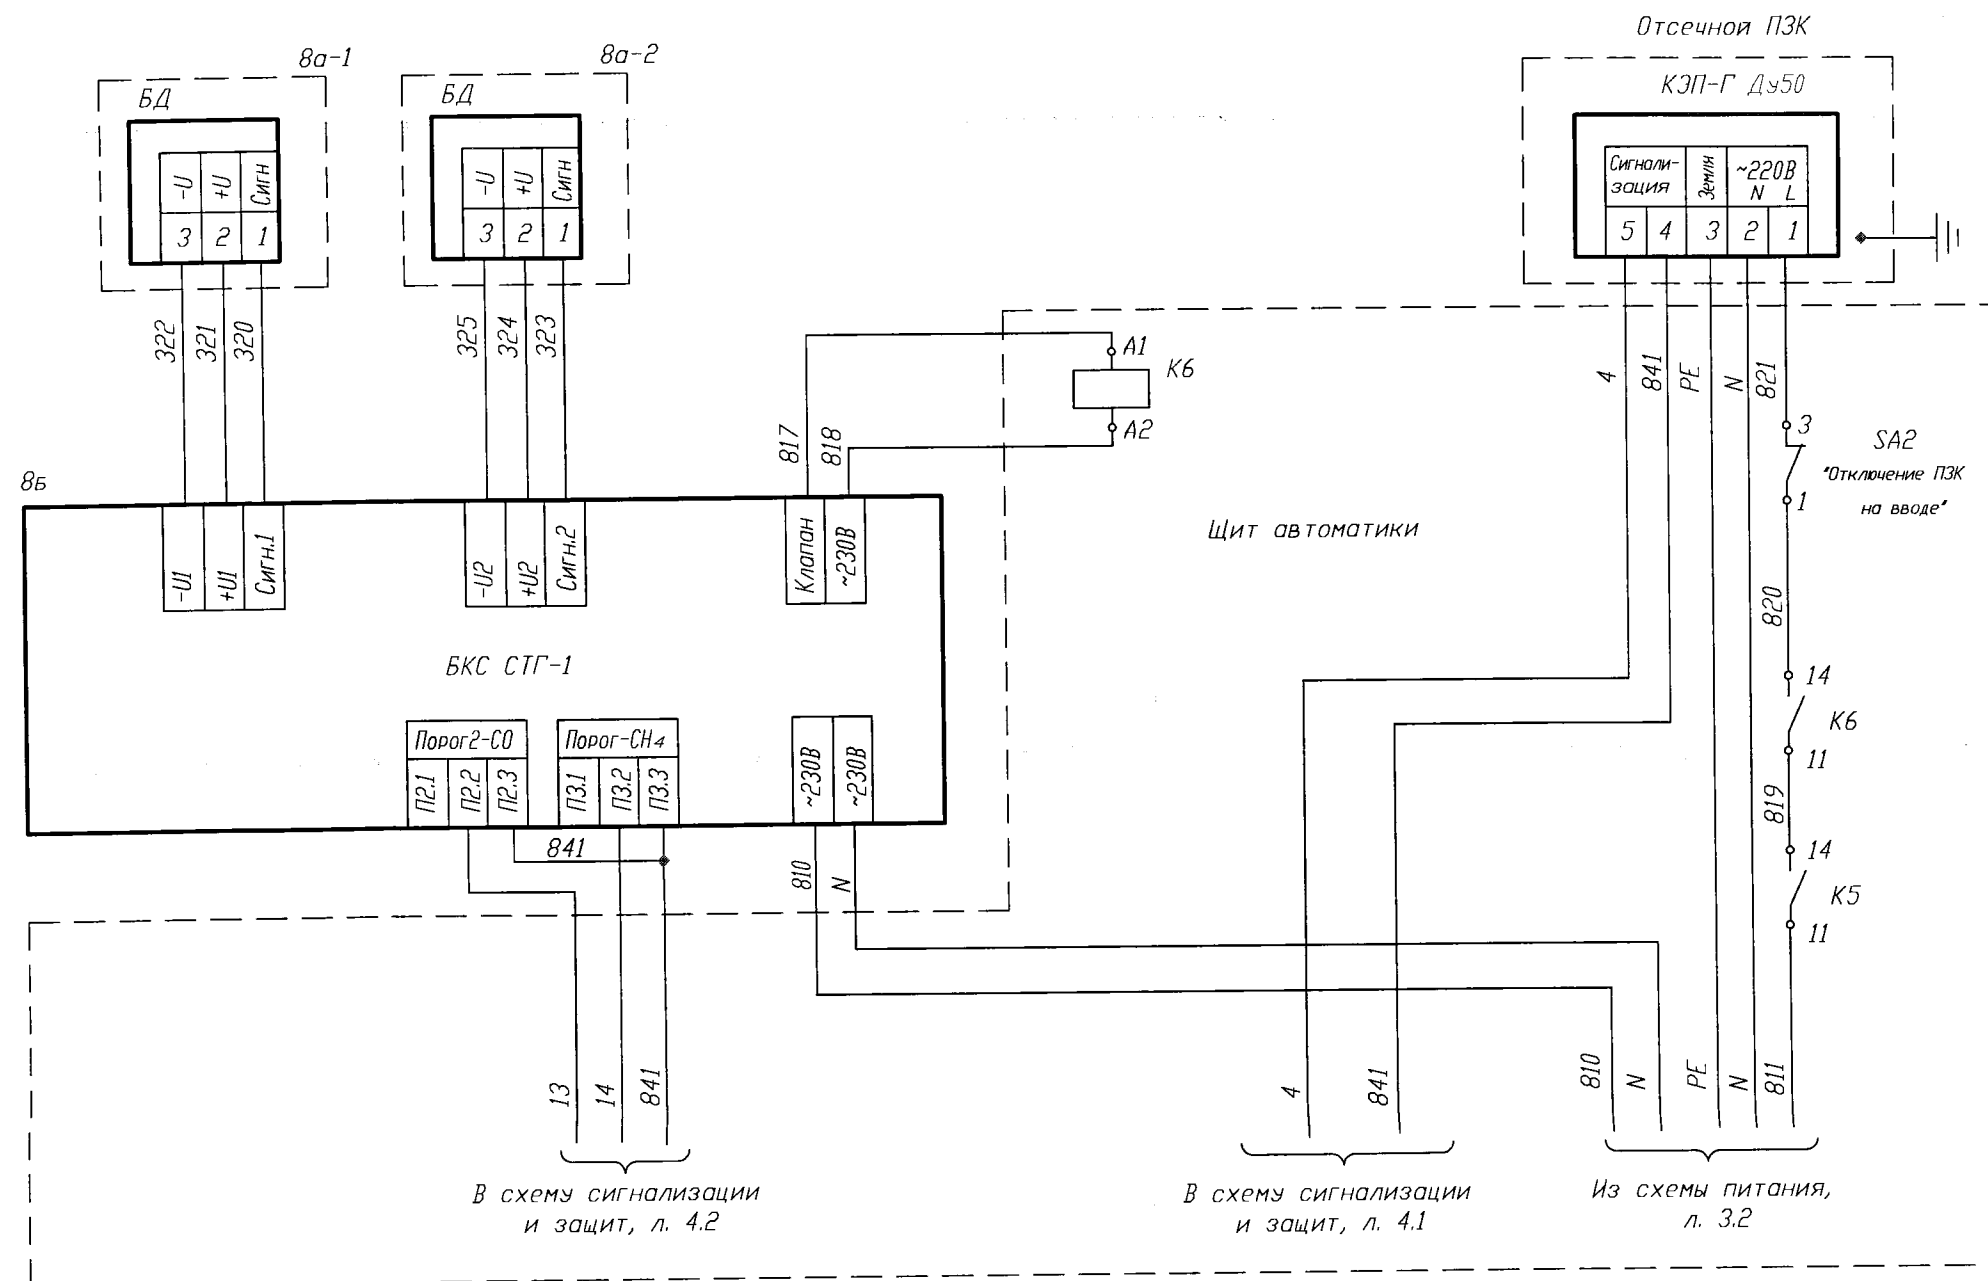 Отсечной ПЗК
8а-1
8а-2
КЭП-Г Ду50
БД
БД
-U
+U
Сигн
3
2
1
-U
+U
Сигн
3
2
1
Сигнали-
зация
Земля
~220В
N L
5
4
3
2
1
322
321
320
325
324
323
817
818
А1
К6
А2
4
841
PE
N
821
3
SA2
"Отключение ПЗК
на вводе"
1
8Б
-U1
+U1
Сигн.1
-U2
+U2
Сигн.2
Клапан
~230В
Щит автоматики
820
БКС СТГ-1
14
К6
11
Порог2-СО
П2.1
П2.2
П2.3
Порог-СН4
П3.1
П3.2
П3.3
~230В
~230В
819
841
810
N
14
К5
11
13
14
841
4
841
810
N
PE
N
811
В схему сигнализации
и защит, л. 4.2
В схему сигнализации
и защит, л. 4.1
Из схемы питания,
л. 3.2